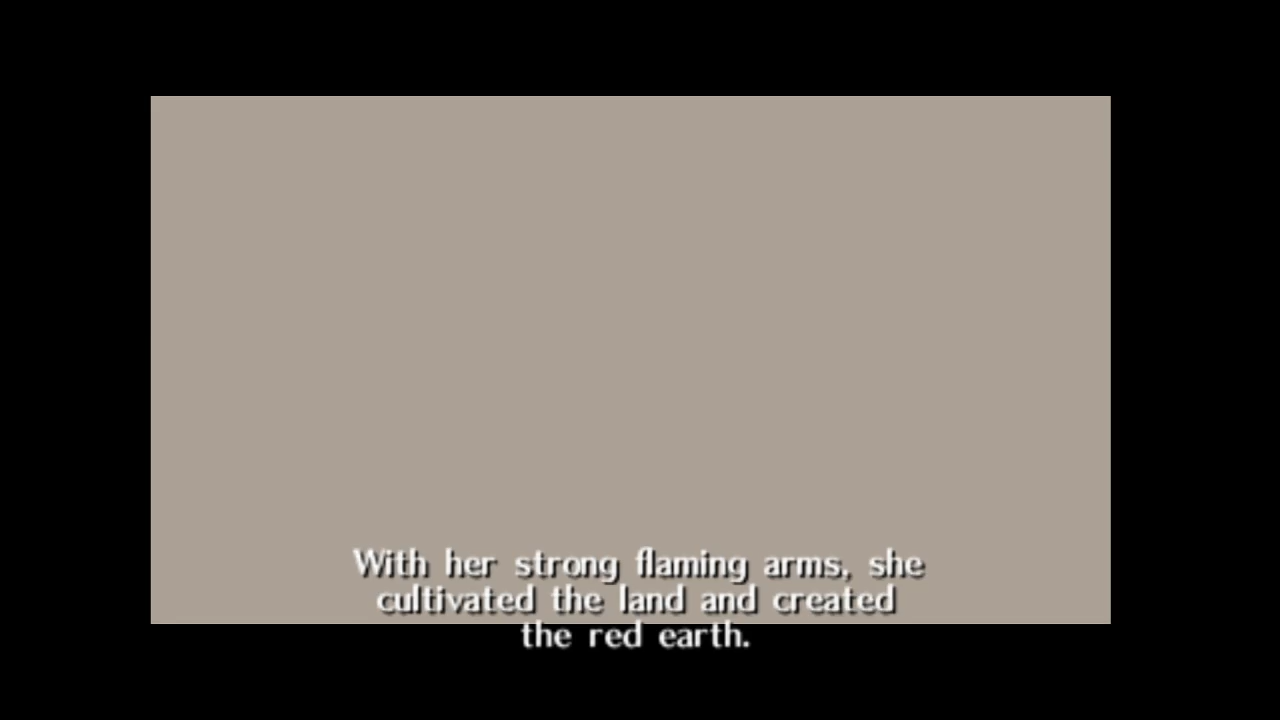 With her strong flaming arms, she
cultivated the land and created
the red earth.